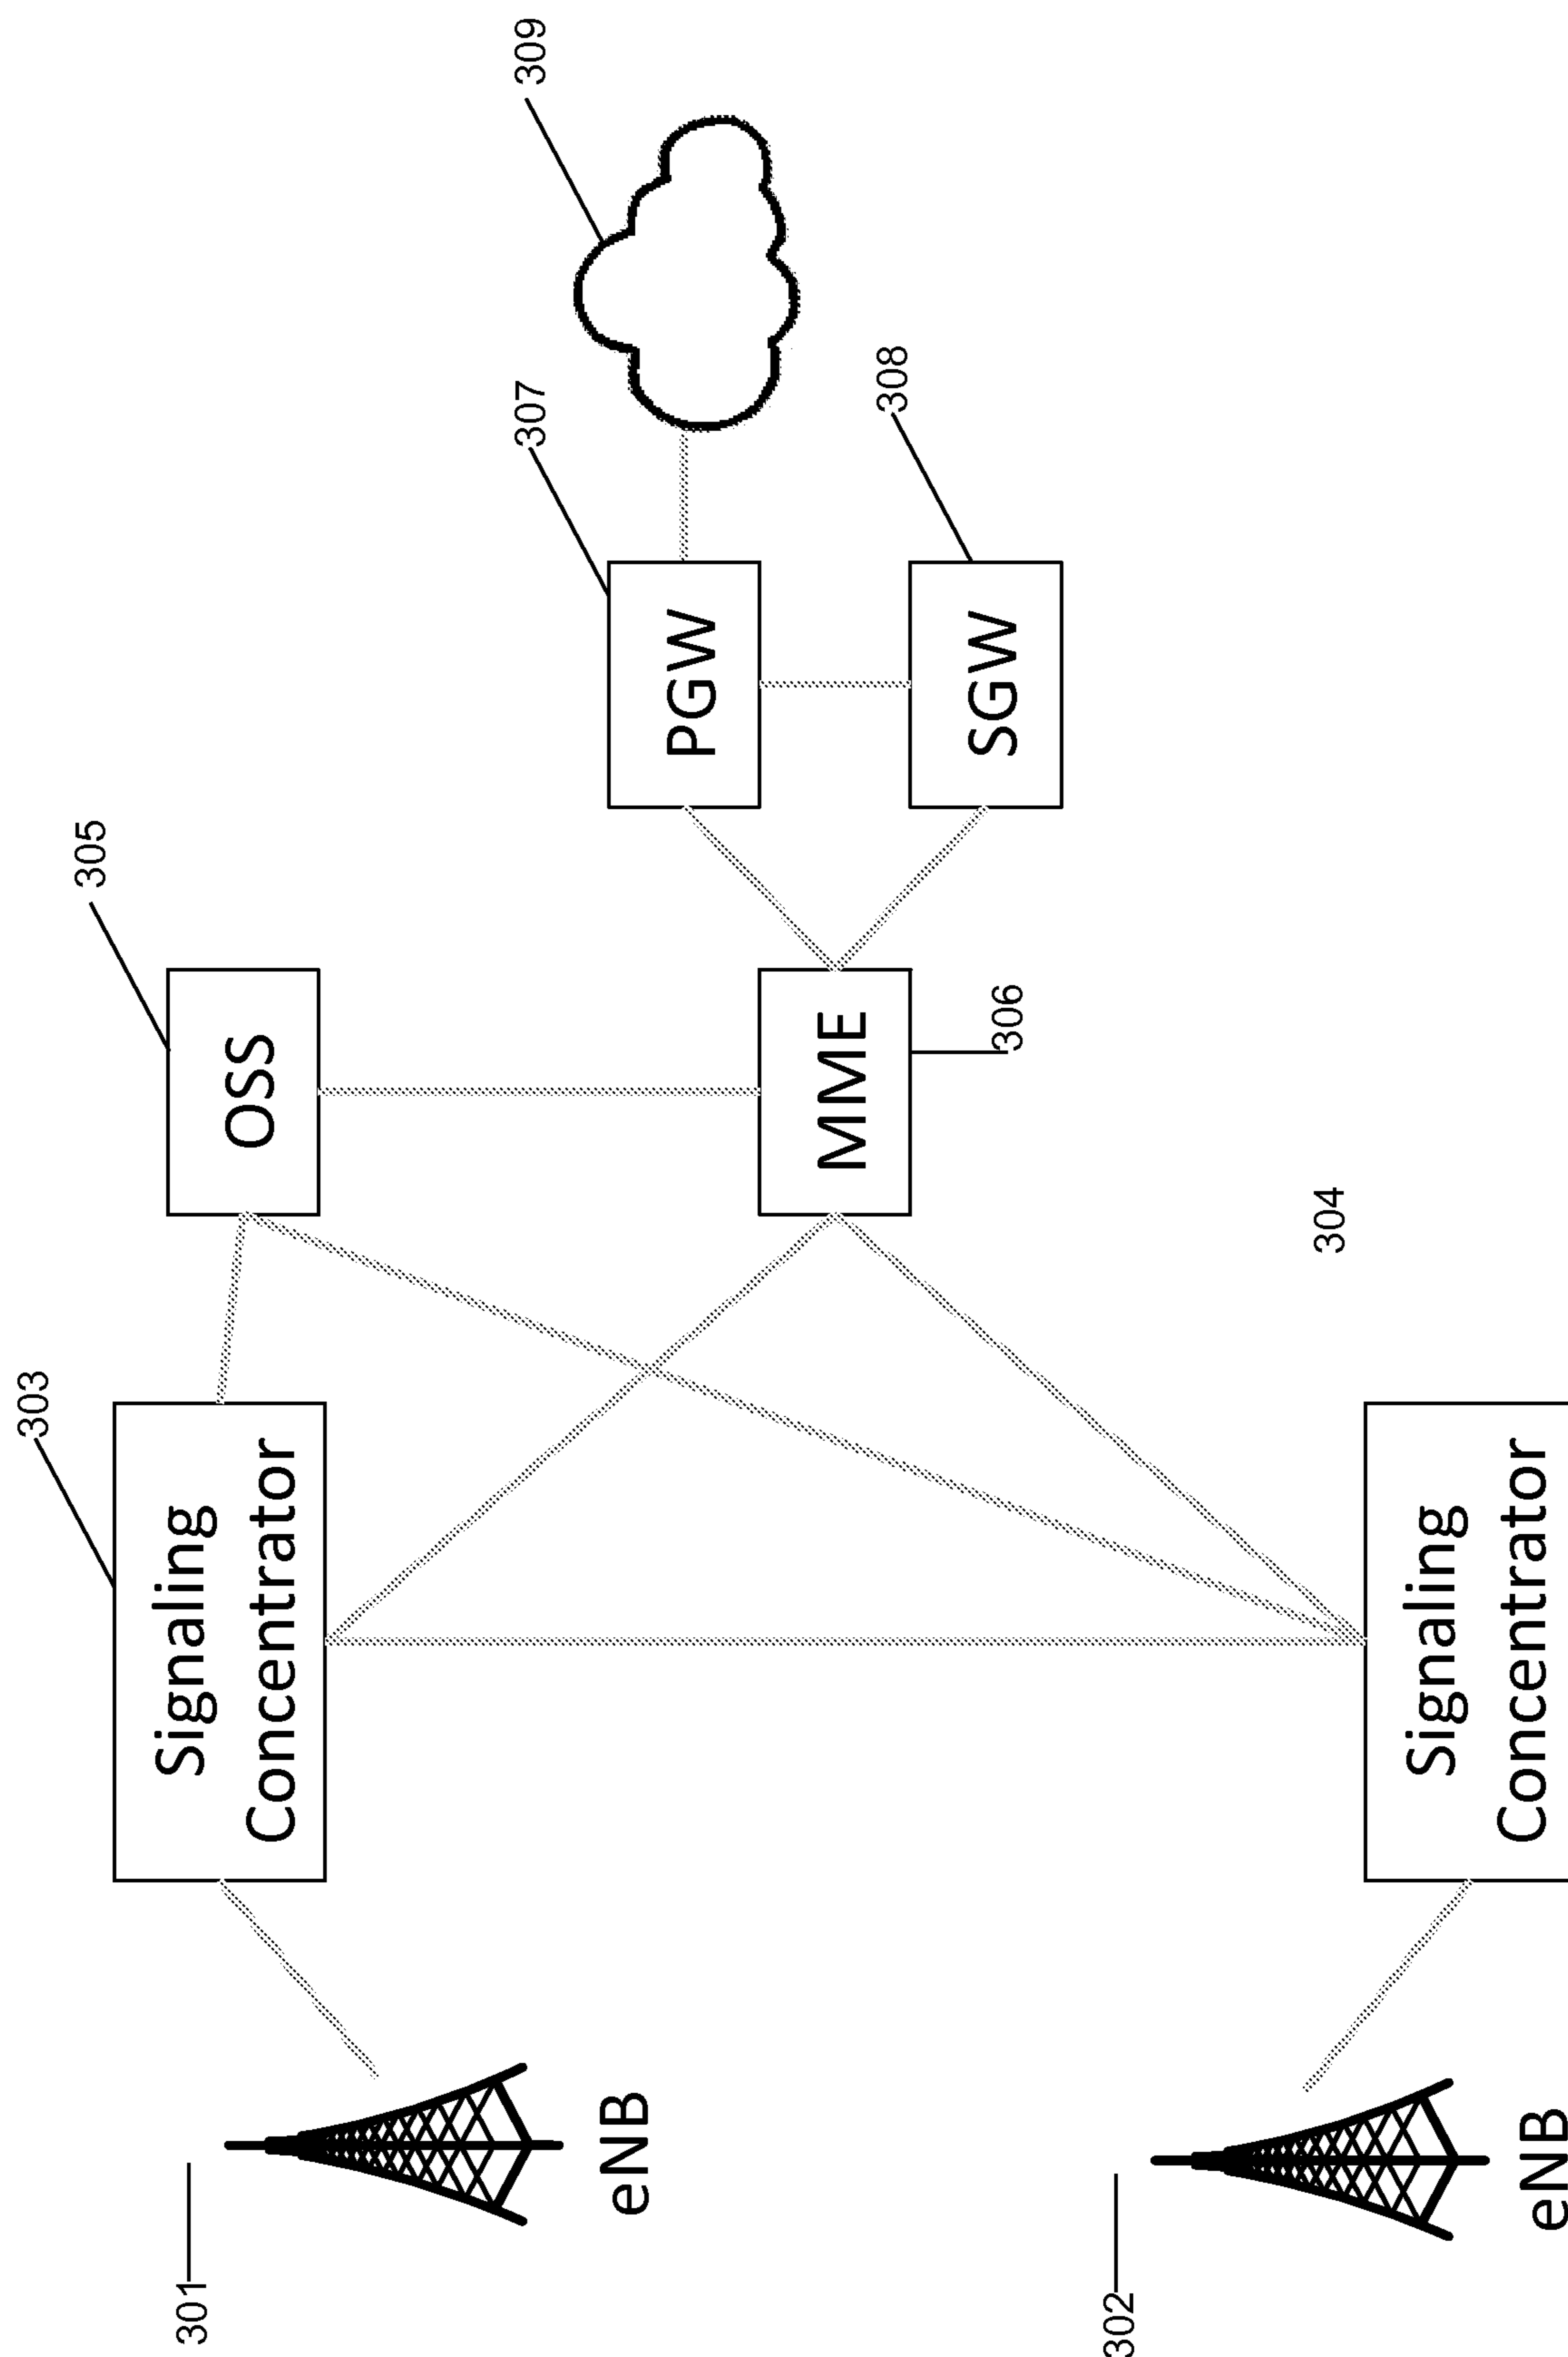 301
eNB
303
Signaling
Concentrator
305
OSS
306
MME
307
PGW
308
SGW
309
302
eNB
304
Signaling
Concentrator